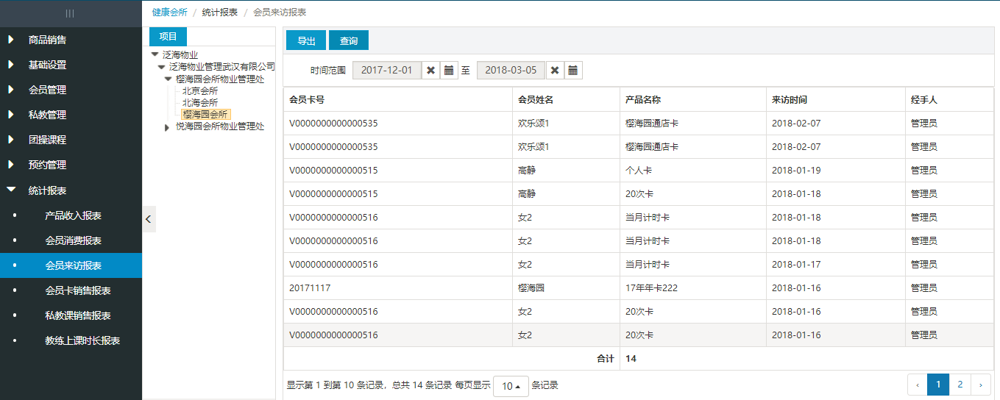 健康会所 / 统计报表 / 会员来访报表
商品销售
基础设置
会员管理
私教管理
团操课程
预约管理
统计报表
产品收入报表
会员消费报表
会员来访报表
会员卡销售报表
私教课销售报表
教练上课时长报表
项目
泛海物业
泛海物业管理武汉有限公司
樱海园会所物业管理处
北京会所
北海会所
樱海园会所
悦海园会所物业管理处
导出 查询
时间范围 2017-12-01 至 2018-03-05
会员卡号 会员姓名 产品名称 来访时间 经手人
V0000000000000535 欢乐颂1 樱海园通店卡 2018-02-07 管理员
V0000000000000535 欢乐颂1 樱海园通店卡 2018-02-07 管理员
V0000000000000515 高静 个人卡 2018-01-19 管理员
V0000000000000515 高静 20次卡 2018-01-18 管理员
V0000000000000516 女2 当月计时卡 2018-01-18 管理员
V0000000000000516 女2 当月计时卡 2018-01-18 管理员
V0000000000000516 女2 当月计时卡 2018-01-17 管理员
20171117 樱海园 17年年卡222 2018-01-16 管理员
V0000000000000516 女2 20次卡 2018-01-16 管理员
V0000000000000516 女2 20次卡 2018-01-16 管理员
合计 14
显示第 1 到第 10 条记录，总共 14 条记录 每页显示 10 条记录
‹ 1 2 ›